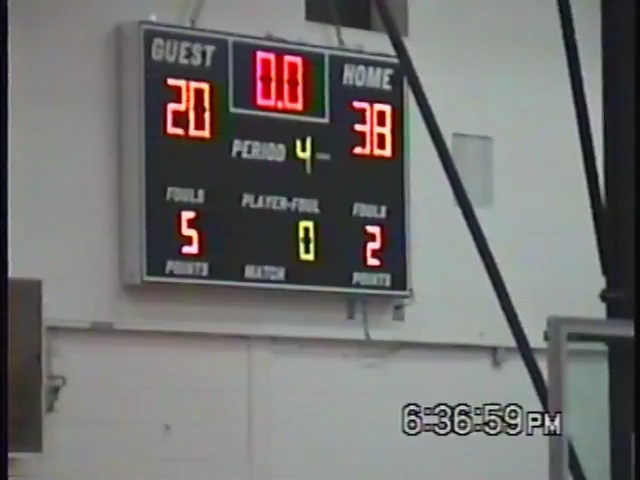 GUEST 0.0 HOME
20 38
PERIOD 4
FOULS PLAYER-FOUL FOULS
5 0 2
POINTS MATCH POINTS
6:36:59 PM